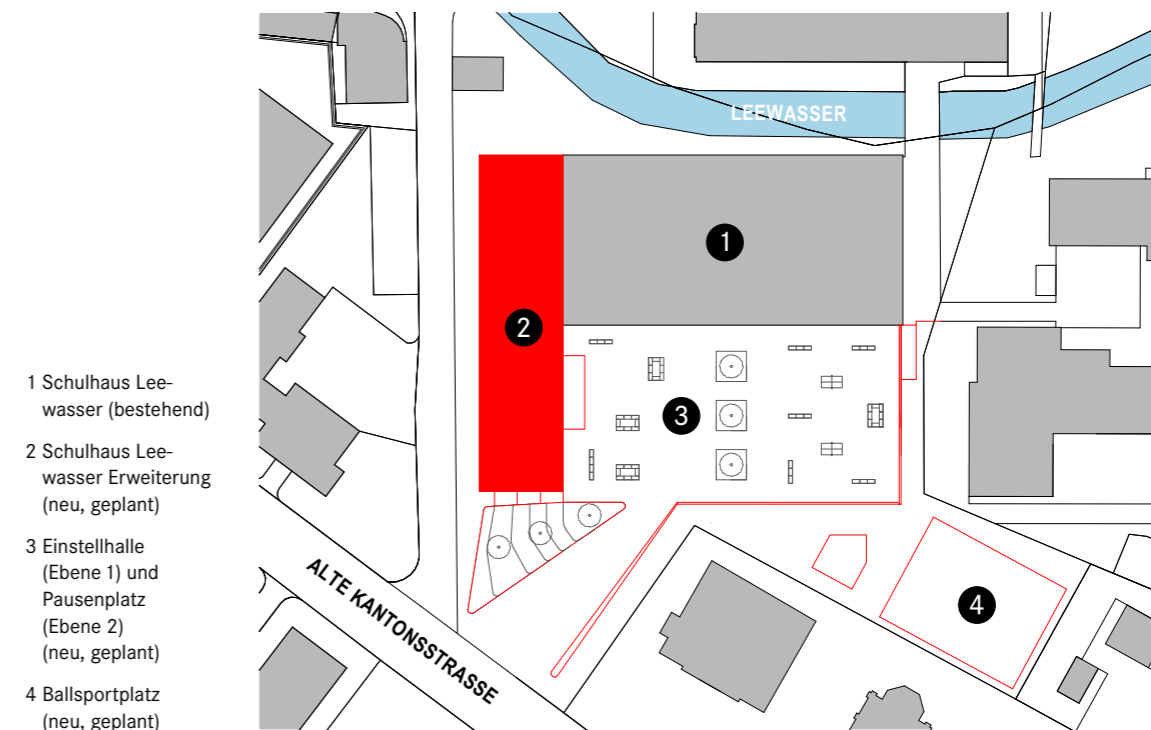 1 Schulhaus Lee-
wasser (bestehend)
2 Schulhaus Lee-
wasser Erweiterung
(neu, geplant)
3 Einstellhalle
(Ebene 1) und
Pausenplatz
(Ebene 2)
(neu, geplant)
4 Ballsportplatz
(neu, geplant)
LEEWASSER
1
2
3
4
ALTE KANTONSSTRASSE